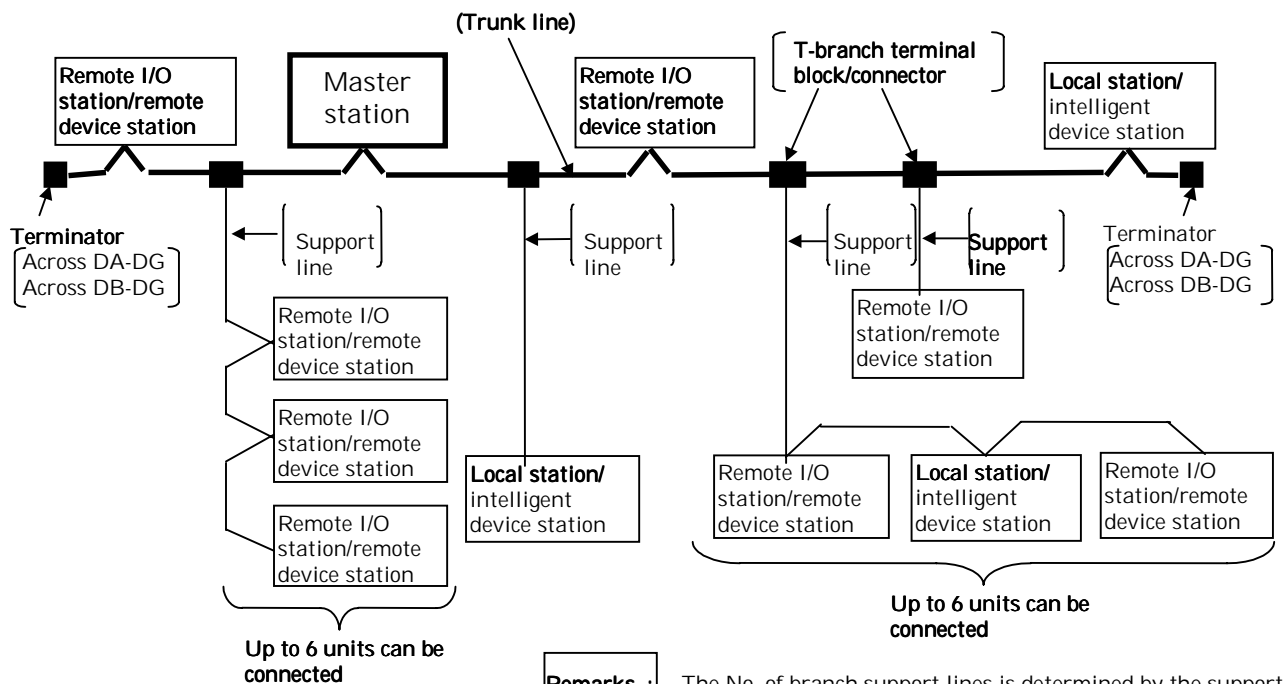 (Trunk line)
Remote I/O
station/remote
device station
Master
station
Remote I/O
station/remote
device station
T-branch terminal
block/connector
Local station/
intelligent
device station
Terminator
Across DA-DG
Across DB-DG
Support
line
Support
line
Support
line
Support
line
Terminator
Across DA-DG
Across DB-DG
Remote I/O
station/remote
device station
Remote I/O
station/remote
device station
Remote I/O
station/remote
device station
Local station/
intelligent
device station
Remote I/O
station/remote
device station
Remote I/O
station/remote
device station
Local station/
intelligent
device station
Remote I/O
station/remote
device station
Up to 6 units can be
connected
Up to 6 units can be
connected
Remarks : The No. of branch support lines is determined by the support